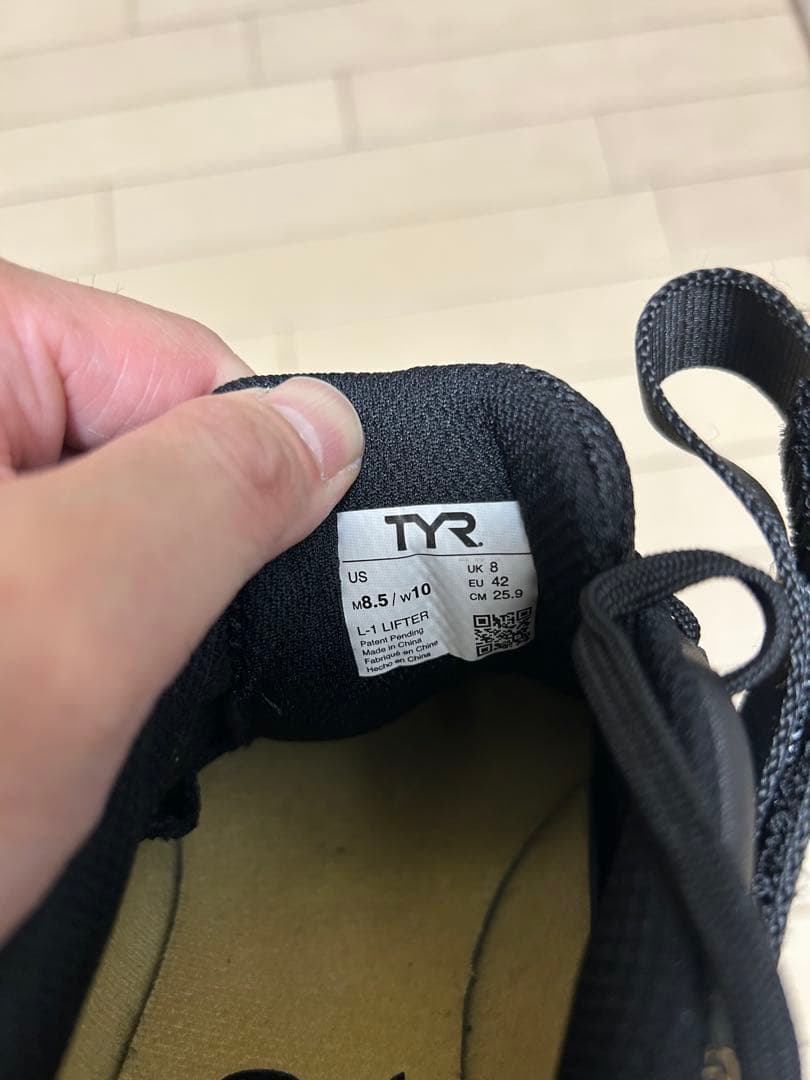 TYR
US
M8.5 / W10
UK 8
EU 42
CM 25.9
L-1 LIFTER
Patent Pending
Made in China
Fabriqué en Chine
Hecho en China